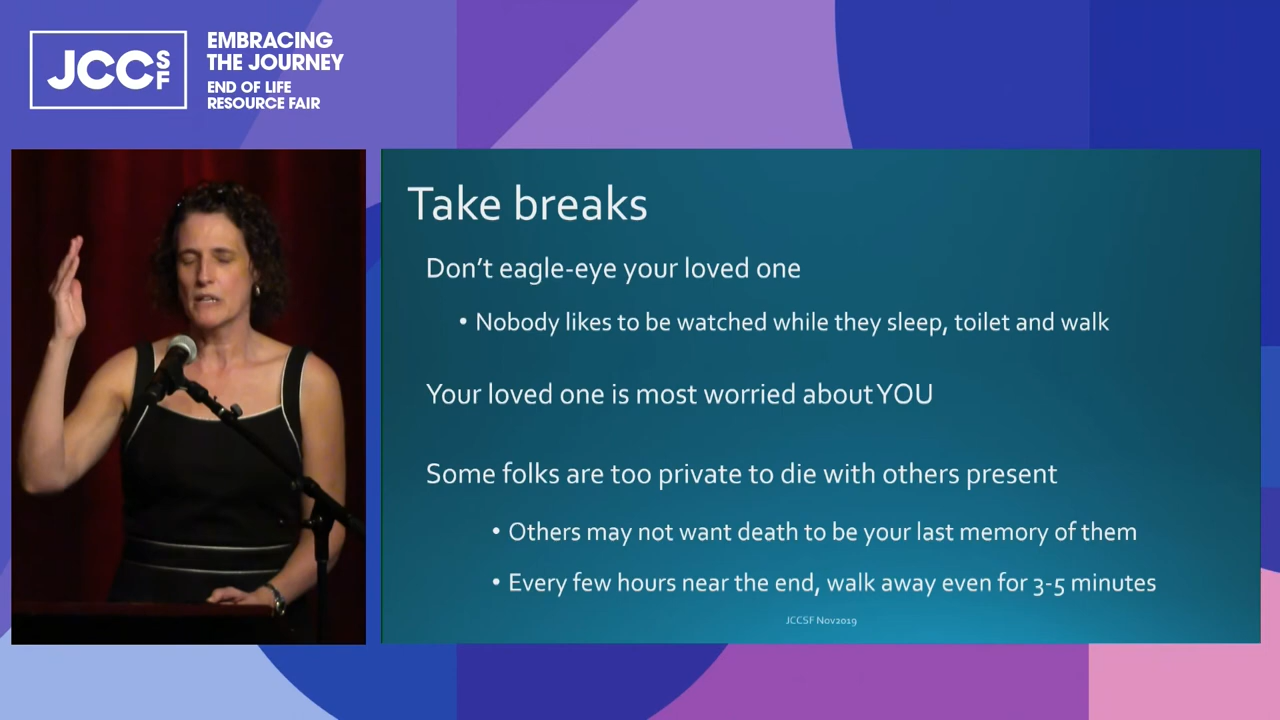 JCCSF
EMBRACING
THE JOURNEY
END OF LIFE
RESOURCE FAIR
Take breaks
Don't eagle-eye your loved one
• Nobody likes to be watched while they sleep, toilet and walk
Your loved one is most worried about YOU
Some folks are too private to die with others present
• Others may not want death to be your last memory of them
• Every few hours near the end, walk away even for 3-5 minutes
JCCSF Nov2019